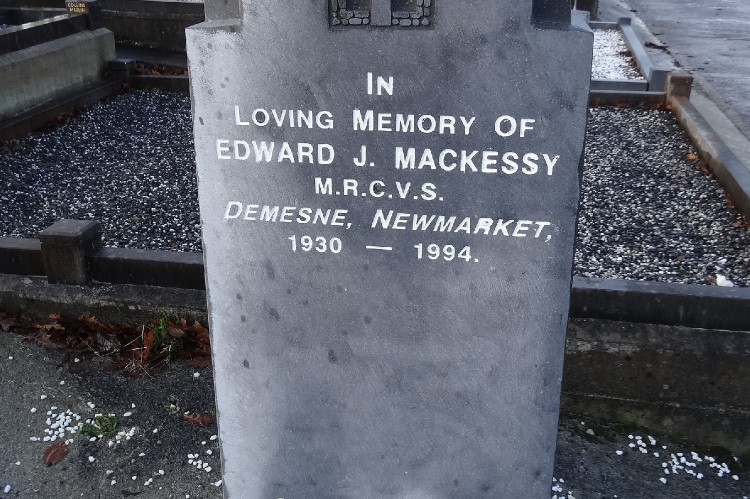 IN
LOVING MEMORY OF
EDWARD J. MACKESSY
M.R.C.V.S.
DEMESNE, NEWMARKET,
1930 — 1994.